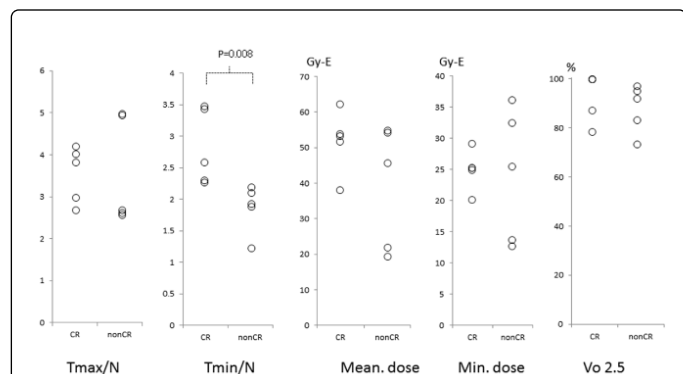 P=0.008
Gy-E
Gy-E
%
6
5
4
3
2
1
0
CR
nonCR
Tmax/N
4
3.5
3
2.5
2
1.5
1
0.5
0
CR
nonCR
Tmin/N
70
60
50
40
30
20
10
0
CR
nonCR
Mean. dose
40
35
30
25
20
15
10
5
0
CR
nonCR
Min. dose
100
80
60
40
20
0
CR
nonCR
Vo 2.5